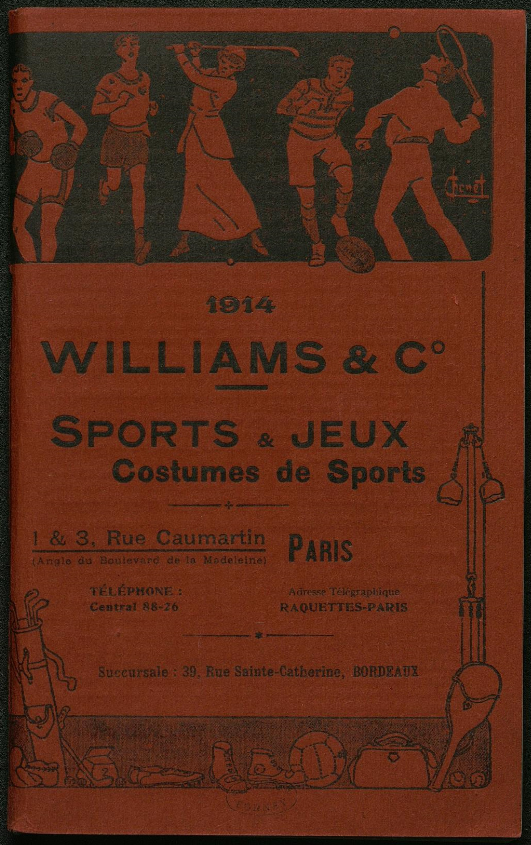 Chenet
1914
WILLIAMS & Cº
SPORTS & JEUX
Costumes de Sports
1 & 3, Rue Caumartin
(Angle du Boulevard de la Madeleine)
PARIS
TÉLÉPHONE :
Central 88-26
Adresse Télégraphique
RAQUETTES-PARIS
Succursale : 39, Rue Sainte-Catherine, BORDEAUX